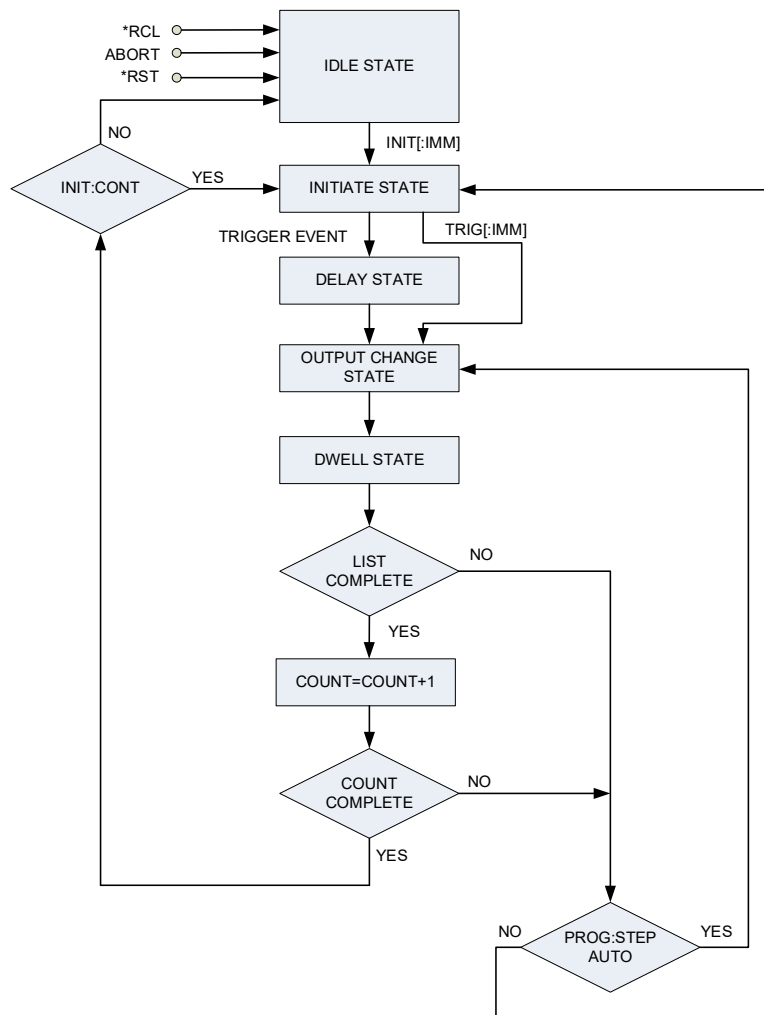 *RCL
ABORT
*RST
IDLE STATE
NO
INIT[:IMM]
INIT:CONT
YES
INITIATE STATE
TRIGGER EVENT
TRIG[:IMM]
DELAY STATE
OUTPUT CHANGE
STATE
DWELL STATE
LIST
COMPLETE
NO
YES
COUNT=COUNT+1
COUNT
COMPLETE
NO
YES
NO
PROG:STEP
AUTO
YES